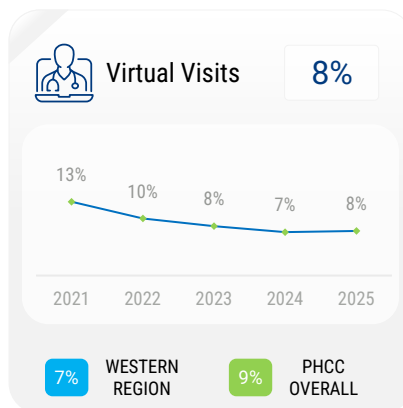 Virtual Visits
8%
13%
10%
8%
7%
8%
2021 2022 2023 2024 2025
7%
WESTERN
REGION
9%
PHCC
OVERALL